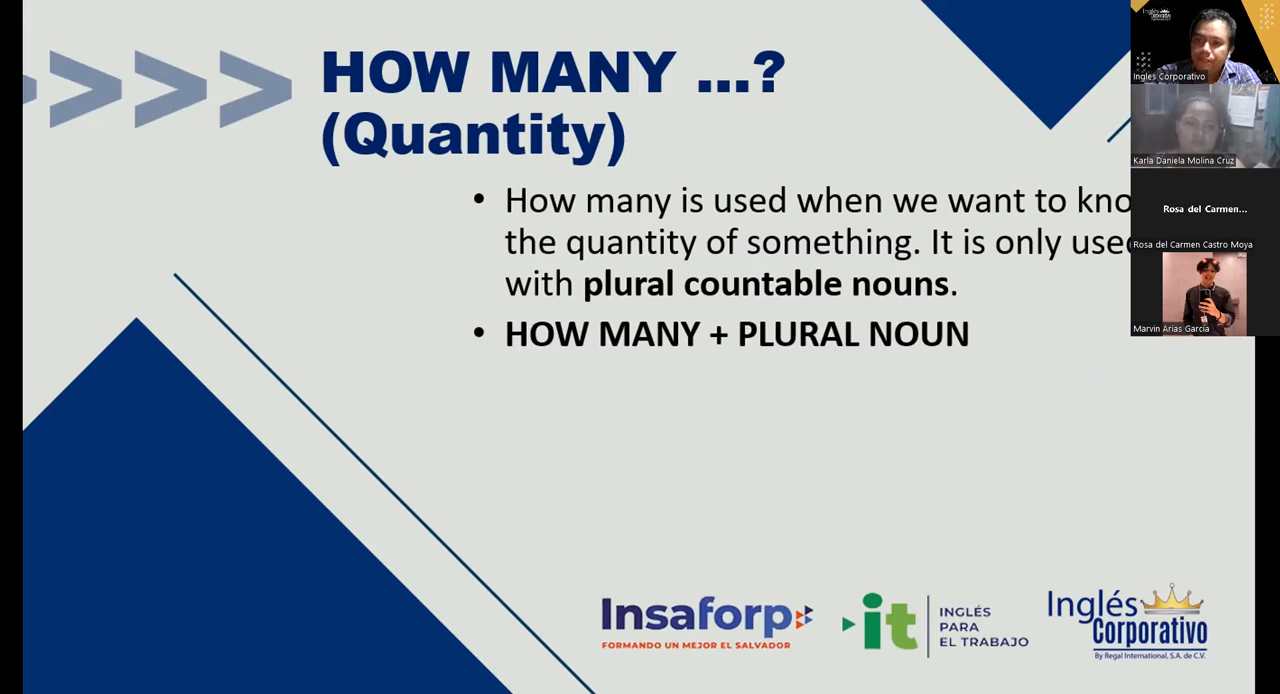 HOW MANY ...?
(Quantity)
• How many is used when we want to kno
the quantity of something. It is only used
with plural countable nouns.
• HOW MANY + PLURAL NOUN
Insaforp
FORMANDO UN MEJOR EL SALVADOR
it
INGLÉS
PARA
EL TRABAJO
Inglés
Corporativo
By Regal International, S.A. de C.V.
Inglés
Corporativo
Ingles Corporativo
Karla Daniela Molina Cruz
Rosa del Carmen...
Rosa del Carmen Castro Moya
Marvin Arias García